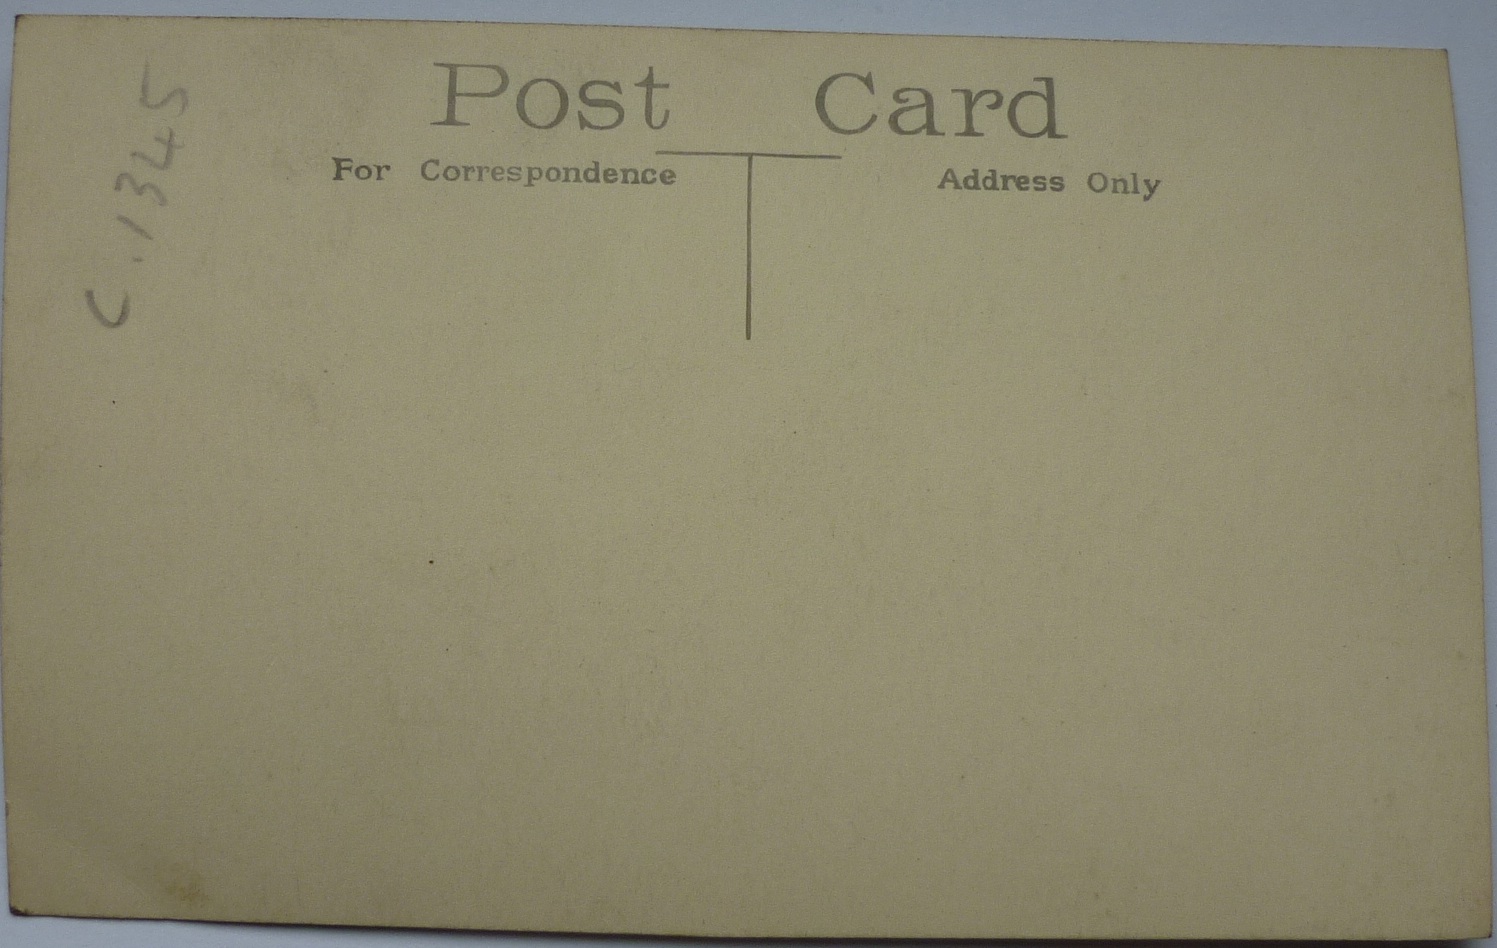 Post Card
For Correspondence
Address Only
C.1345